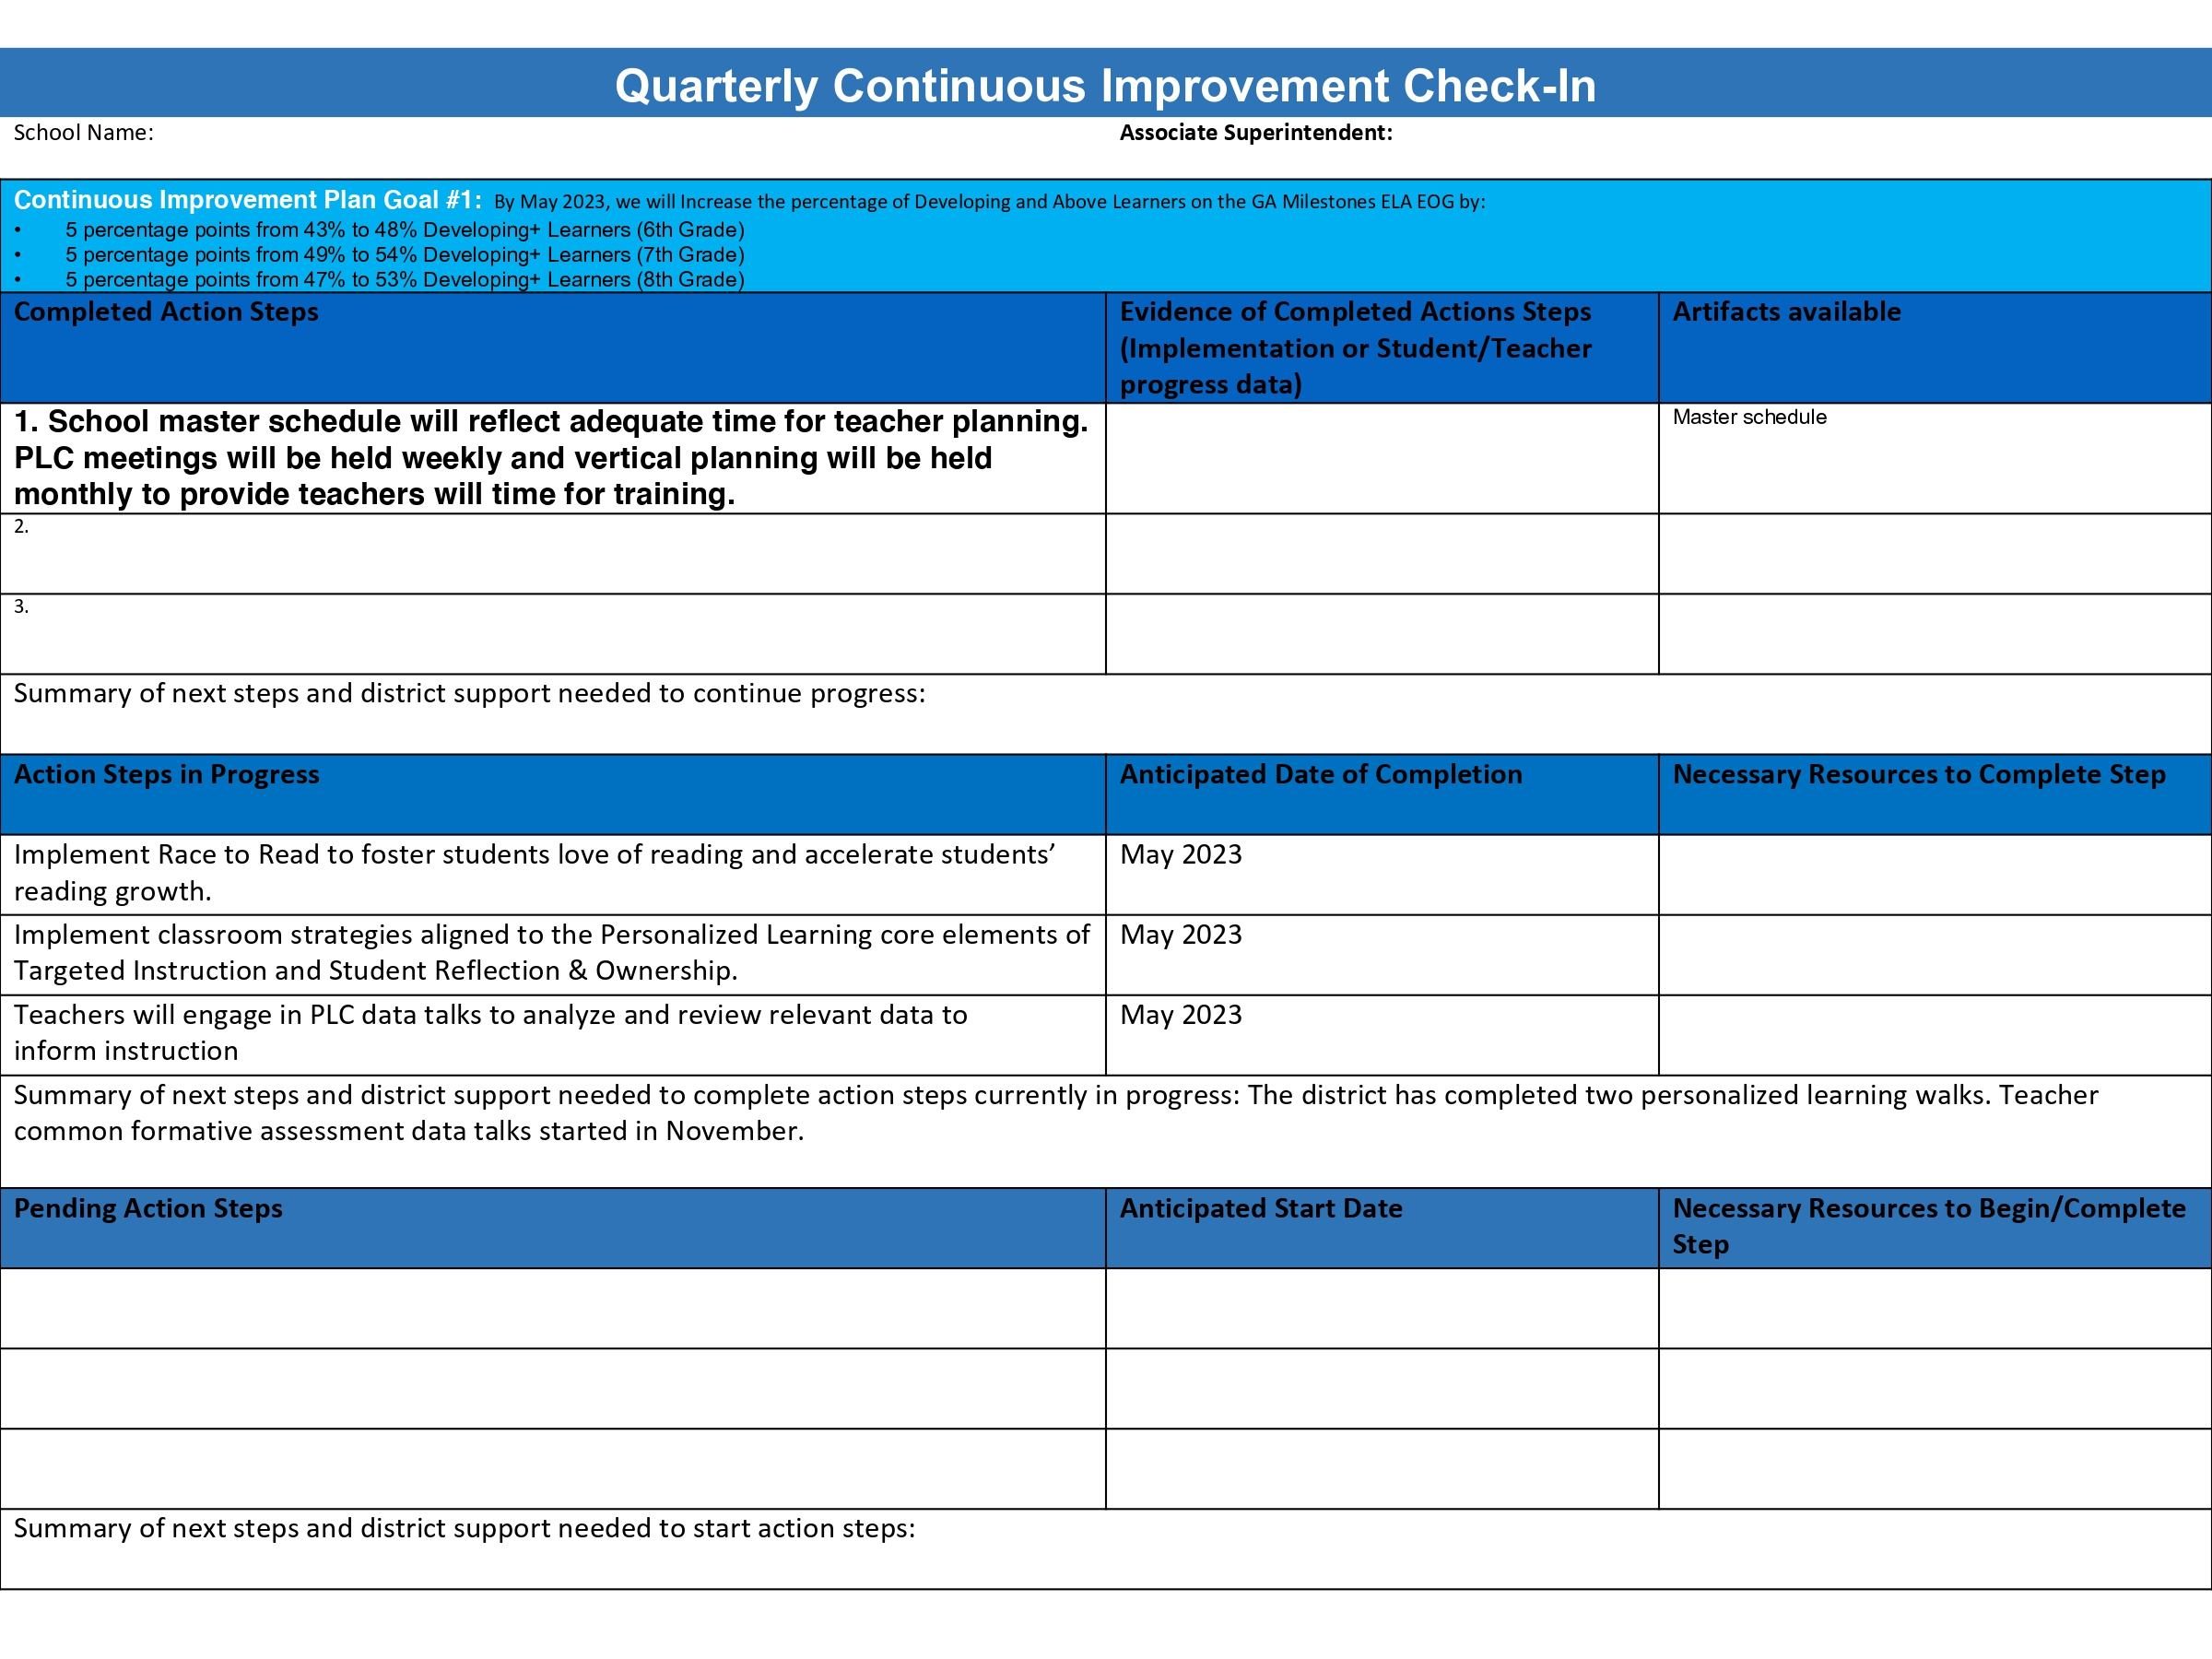 Quarterly Continuous Improvement Check-In
School Name:
Associate Superintendent:
Continuous Improvement Plan Goal #1: By May 2023, we will Increase the percentage of Developing and Above Learners on the GA Milestones ELA EOG by:
• 5 percentage points from 43% to 48% Developing+ Learners (6th Grade)
• 5 percentage points from 49% to 54% Developing+ Learners (7th Grade)
• 5 percentage points from 47% to 53% Developing+ Learners (8th Grade)
Completed Action Steps
Evidence of Completed Actions Steps
(Implementation or Student/Teacher
progress data)
Artifacts available
1. School master schedule will reflect adequate time for teacher planning.
PLC meetings will be held weekly and vertical planning will be held
monthly to provide teachers will time for training.
Master schedule
2.
3.
Summary of next steps and district support needed to continue progress:
Action Steps in Progress
Anticipated Date of Completion
Necessary Resources to Complete Step
Implement Race to Read to foster students love of reading and accelerate students’
reading growth.
May 2023
Implement classroom strategies aligned to the Personalized Learning core elements of
Targeted Instruction and Student Reflection & Ownership.
May 2023
Teachers will engage in PLC data talks to analyze and review relevant data to
inform instruction
May 2023
Summary of next steps and district support needed to complete action steps currently in progress: The district has completed two personalized learning walks. Teacher
common formative assessment data talks started in November.
Pending Action Steps
Anticipated Start Date
Necessary Resources to Begin/Complete
Step
Summary of next steps and district support needed to start action steps: